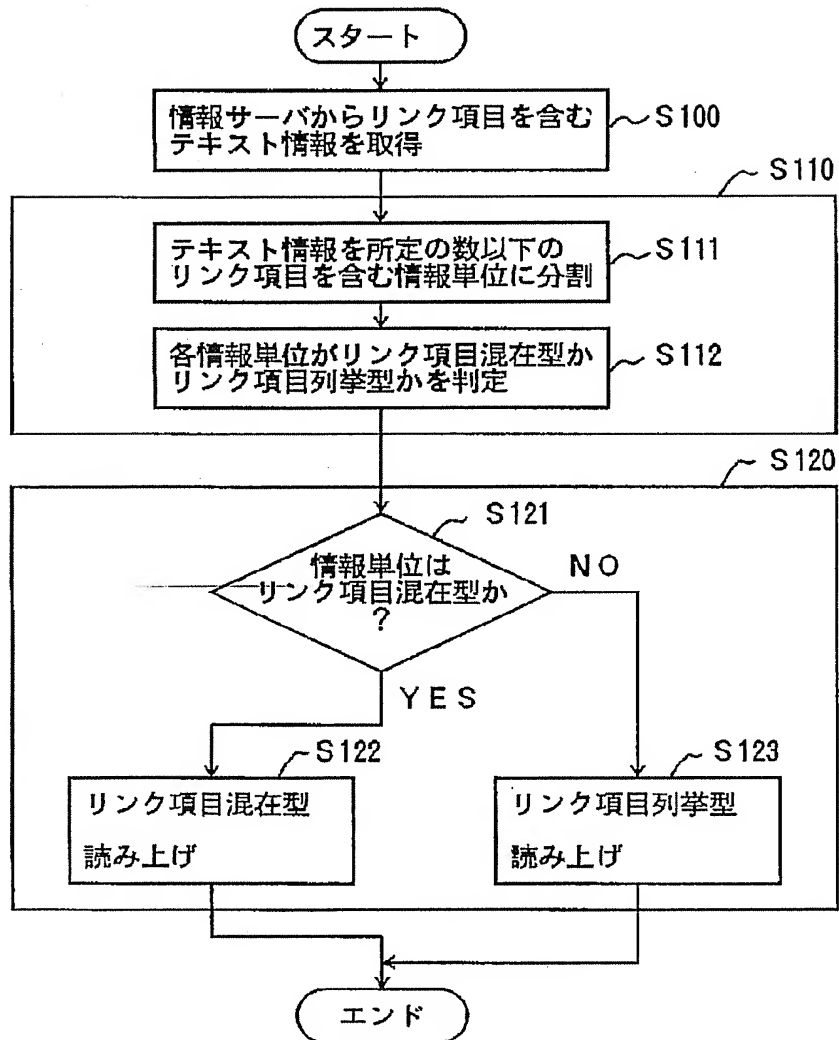 スタート
情報サーバからリンク項目を含む
テキスト情報を取得
S100
S110
テキスト情報を所定の数以下の
リンク項目を含む情報単位に分割
S111
各情報単位がリンク項目混在型か
リンク項目列挙型かを判定
S112
S120
S121
情報単位は
リンク項目混在型か
?
NO
YES
S122
リンク項目混在型
読み上げ
S123
リンク項目列挙型
読み上げ
エンド